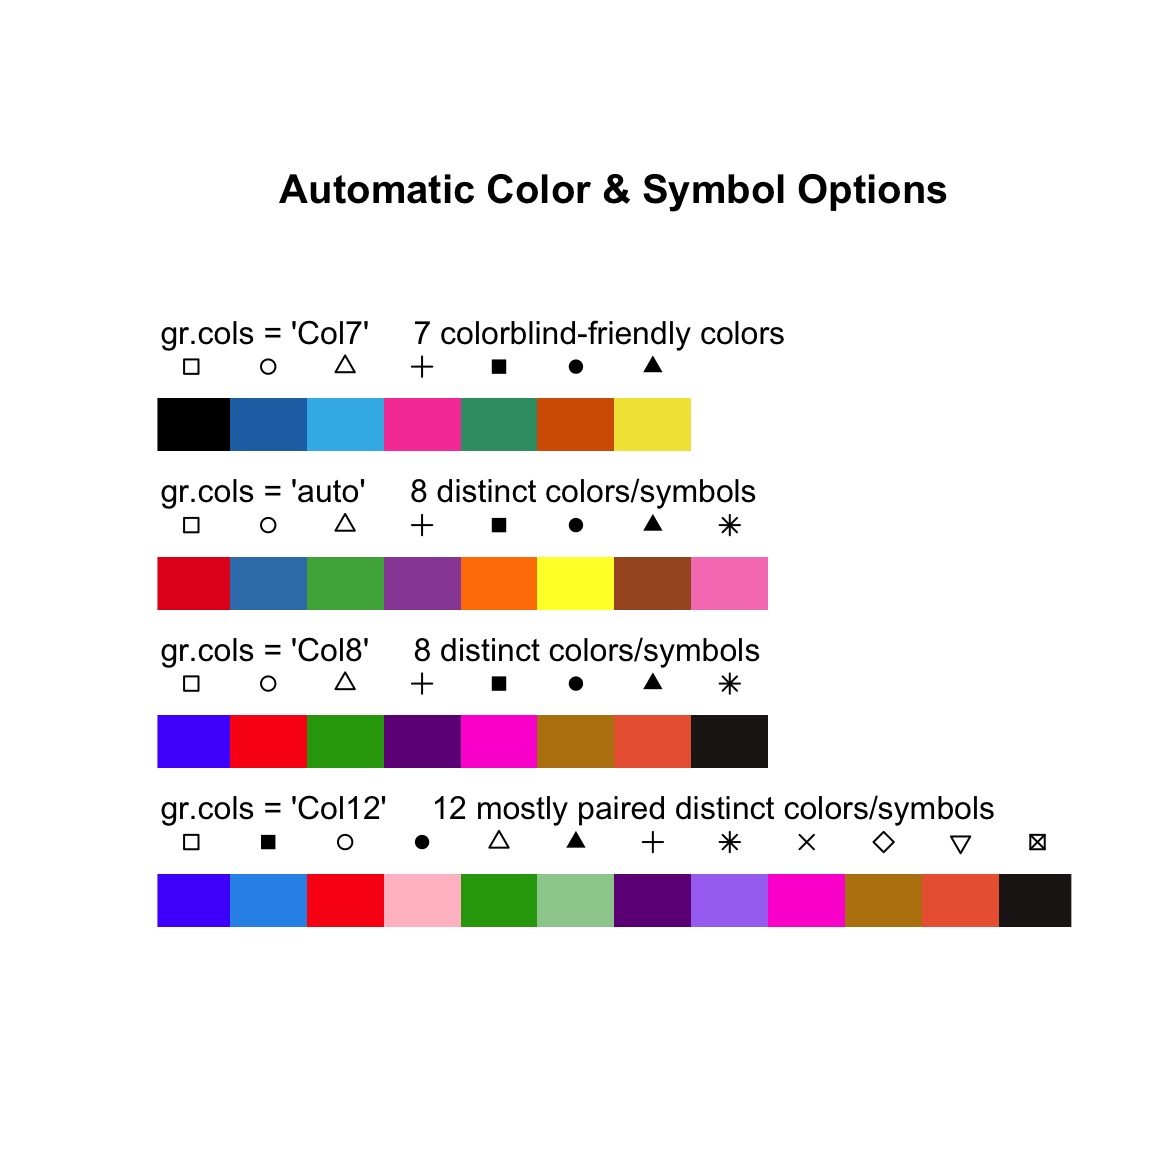 Automatic Color & Symbol Options
gr.cols = 'Col7' 7 colorblind-friendly colors
gr.cols = 'auto' 8 distinct colors/symbols
gr.cols = 'Col8' 8 distinct colors/symbols
gr.cols = 'Col12' 12 mostly paired distinct colors/symbols